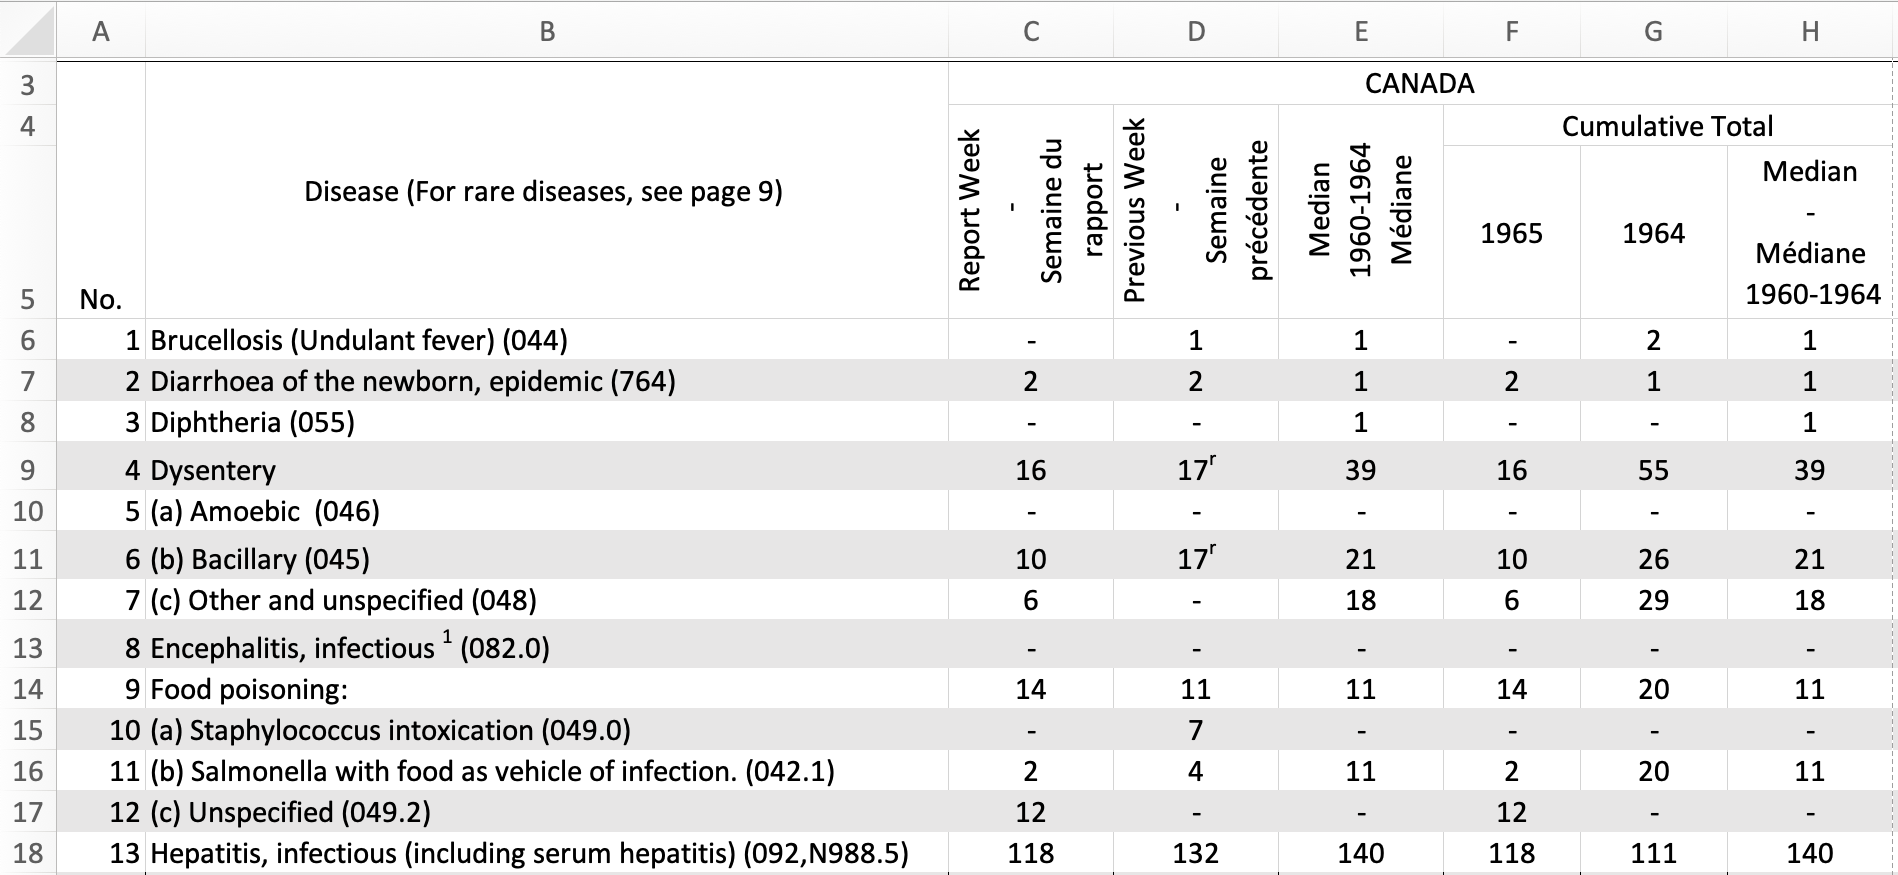 A B C D E F G H
3 CANADA
4 Cumulative Total
5 No. Disease (For rare diseases, see page 9)
Report Week
-
Semaine du
rapport
Previous Week
-
Semaine
précédente
Median
1960-1964
Médiane
1965
1964
Median
-
Médiane
1960-1964
6 1 Brucellosis (Undulant fever) (044) - 1 1 - 2 1
7 2 Diarrhoea of the newborn, epidemic (764) 2 2 1 2 1 1
8 3 Diphtheria (055) - - 1 - - 1
9 4 Dysentery 16 17ʳ 39 16 55 39
10 5 (a) Amoebic (046) - - - - - -
11 6 (b) Bacillary (045) 10 17ʳ 21 10 26 21
12 7 (c) Other and unspecified (048) 6 - 18 6 29 18
13 8 Encephalitis, infectious ¹ (082.0) - - - - - -
14 9 Food poisoning: 14 11 11 14 20 11
15 10 (a) Staphylococcus intoxication (049.0) - 7 - - - -
16 11 (b) Salmonella with food as vehicle of infection. (042.1) 2 4 11 2 20 11
17 12 (c) Unspecified (049.2) 12 - - 12 - -
18 13 Hepatitis, infectious (including serum hepatitis) (092,N988.5) 118 132 140 118 111 140